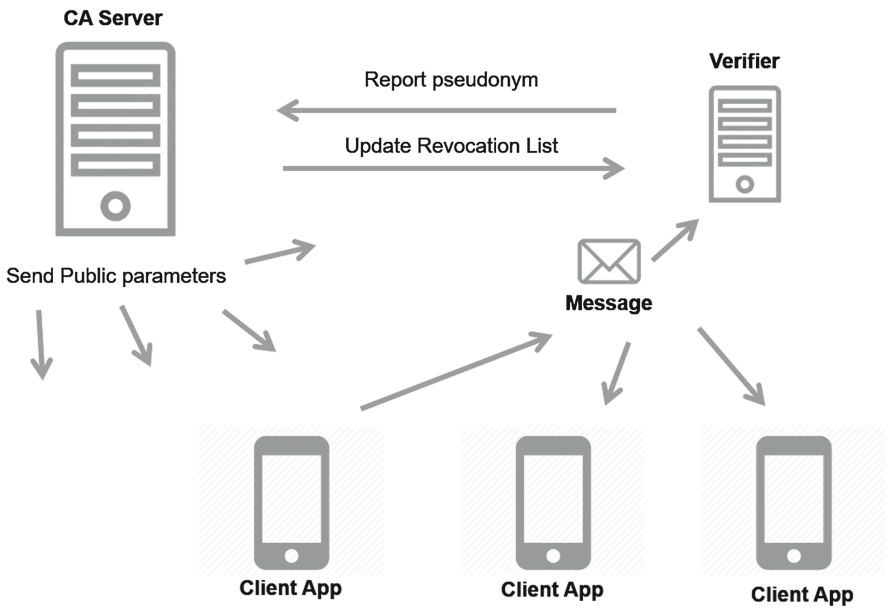 CA Server
Verifier
Report pseudonym
Update Revocation List
Send Public parameters
Message
Client App
Client App
Client App